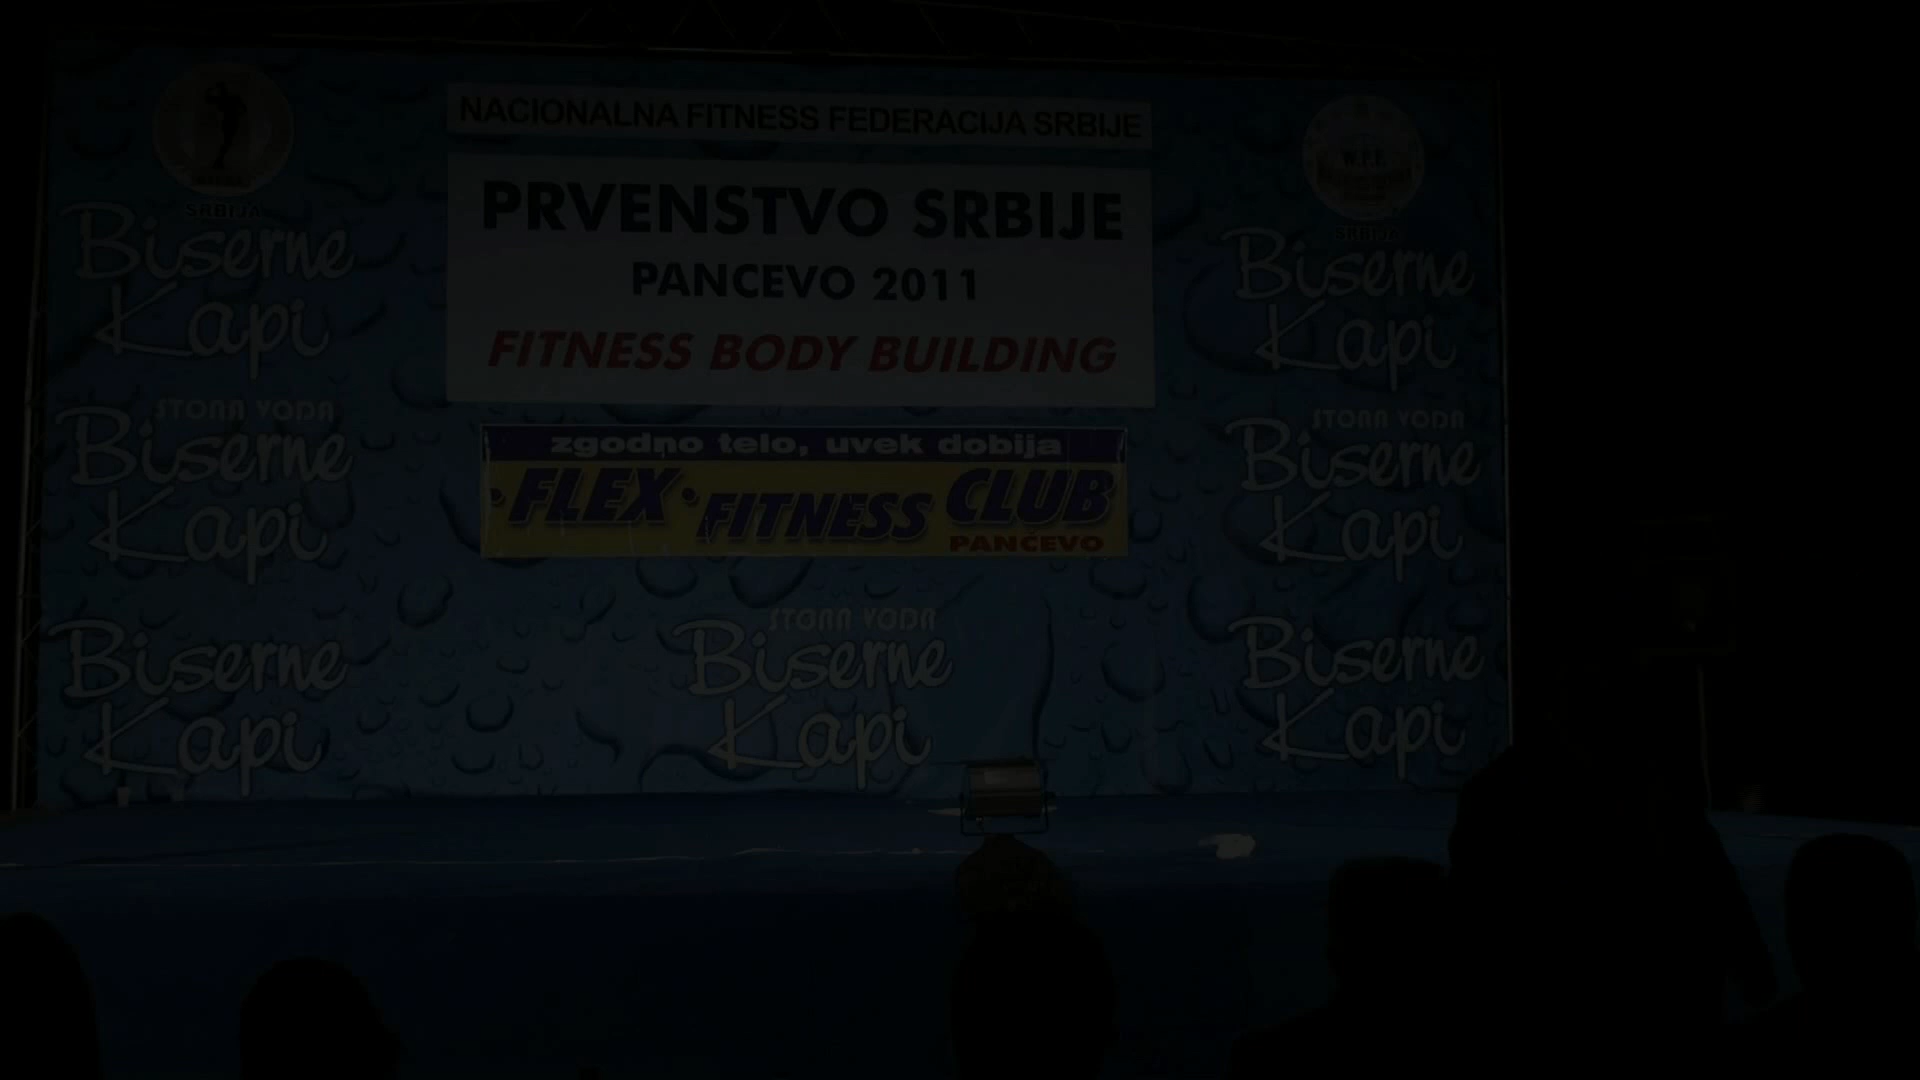 NACIONALNA FITNESS FEDERACIJA SRBIJE
PRVENSTVO SRBIJE
PANCEVO 2011
FITNESS BODY BUILDING
zgodno telo, uvek dobija
FLEX FITNESS CLUB
PANCEVO
SRBIJA
Biserne
Kapi
STONA VODA
Biserne
Kapi
Biserne
Kapi
STONA VODA
Biserne
Kapi
W.F.F.
SRBIJA
Biserne
Kapi
STONA VODA
Biserne
Kapi
Biserne
Kapi